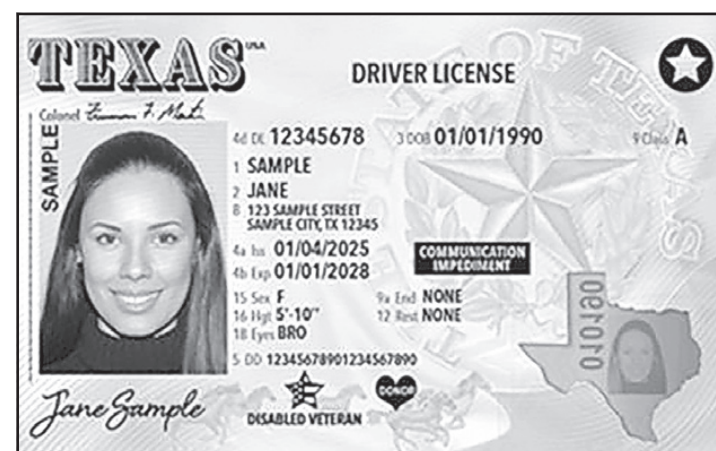 TEXAS USA
DRIVER LICENSE
Colonel
SAMPLE
4d DL 12345678 3 DOB 01/01/1990 9 Class A
1 SAMPLE
2 JANE
8 123 SAMPLE STREET
SAMPLE CITY, TX 12345
4a Iss 01/04/2025
4b Exp 01/01/2028
COMMUNICATION
IMPEDIMENT
15 Sex F 9a End NONE
16 Hgt 5'-10" 12 Rest NONE
18 Eyes BRO
5 DD 12345678901234567890
010190
Jane Sample
DISABLED VETERAN
DONOR
STATE OF TEXAS